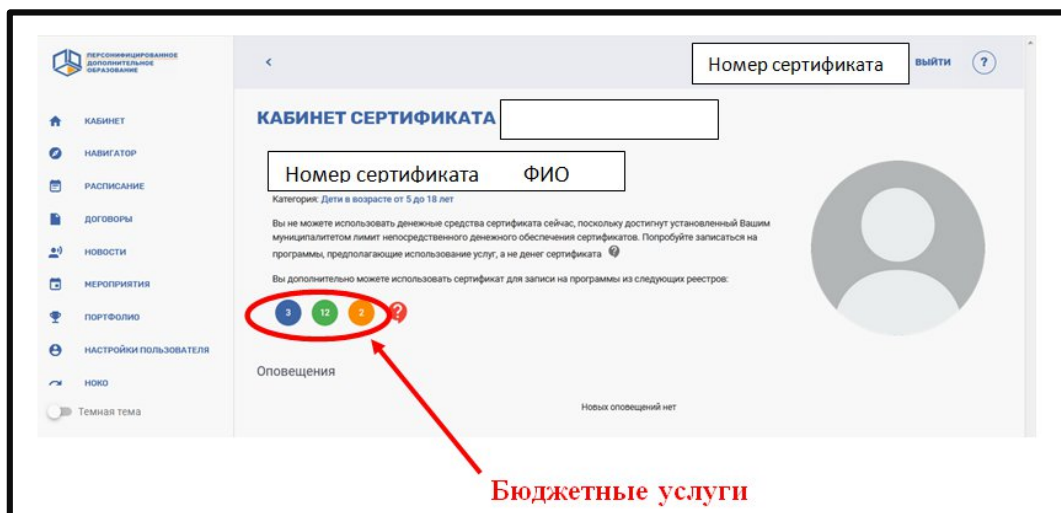 ПЕРСОНИФИЦИРОВАННОЕ
ДОПОЛНИТЕЛЬНОЕ
ОБРАЗОВАНИЕ
<
Номер сертификата
ВЫЙТИ
?
КАБИНЕТ
НАВИГАТОР
РАСПИСАНИЕ
ДОГОВОРЫ
НОВОСТИ
МЕРОПРИЯТИЯ
ПОРТФОЛИО
НАСТРОЙКИ ПОЛЬЗОВАТЕЛЯ
НОКО
Темная тема
КАБИНЕТ СЕРТИФИКАТА
Номер сертификата ФИО
Категория: Дети в возрасте от 5 до 18 лет
Вы не можете использовать денежные средства сертификата сейчас, поскольку достигнут установленный Вашим
муниципалитетом лимит непосредственного денежного обеспечения сертификатов. Попробуйте записаться на
программы, предполагающие использование услуг, а не денег сертификата ?
Вы дополнительно можете использовать сертификат для записи на программы из следующих реестров:
3 12 2 ?
Оповещения
Новых оповещений нет
Бюджетные услуги